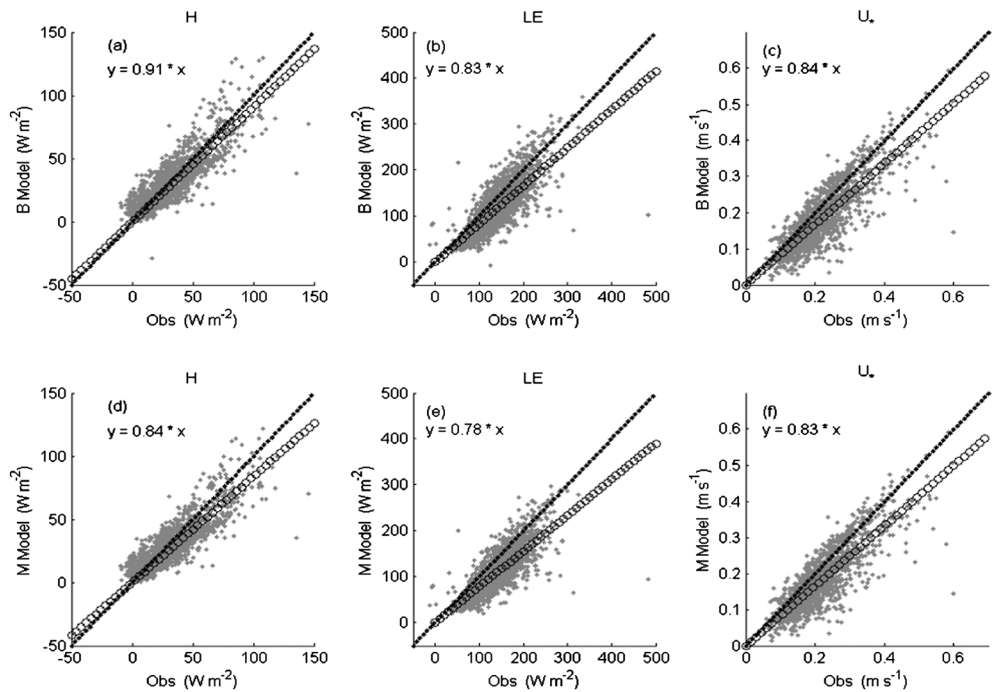 H
(a)
y = 0.91 * x
150
100
50
0
-50
B Model (W m⁻²)
-50 0 50 100 150
Obs (W m⁻²)
LE
(b)
y = 0.83 * x
500
400
300
200
100
0
B Model (W m⁻²)
0 100 200 300 400 500
Obs (W m⁻²)
U*
(c)
y = 0.84 * x
0.6
0.5
0.4
0.3
0.2
0.1
0
B Model (m s⁻¹)
0 0.2 0.4 0.6
Obs (m s⁻¹)
H
(d)
y = 0.84 * x
150
100
50
0
-50
M Model (W m⁻²)
-50 0 50 100 150
Obs (W m⁻²)
LE
(e)
y = 0.78 * x
500
400
300
200
100
0
M Model (W m⁻²)
0 100 200 300 400 500
Obs (W m⁻²)
U*
(f)
y = 0.83 * x
0.6
0.5
0.4
0.3
0.2
0.1
0
M Model (m s⁻¹)
0 0.2 0.4 0.6
Obs (m s⁻¹)